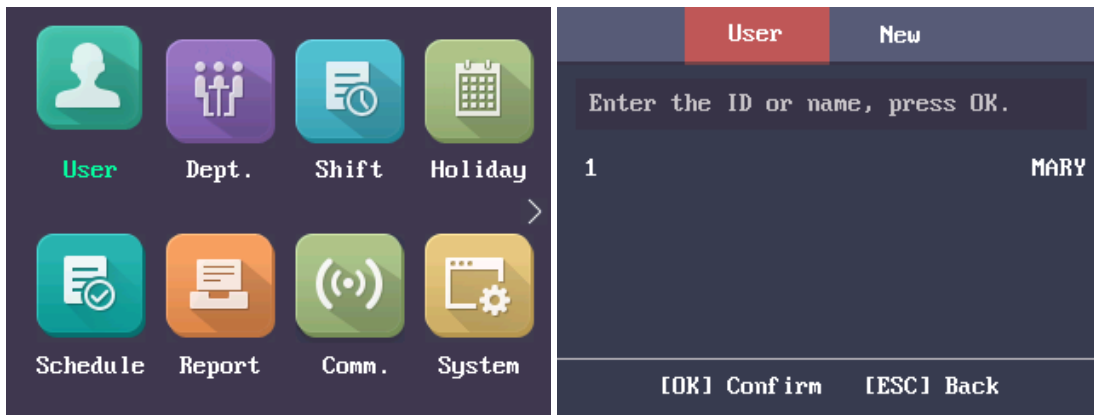 User Dept. Shift Holiday
Schedule Report Comm. System
User New
Enter the ID or name, press OK.
1 MARY
[OK] Confirm [ESC] Back